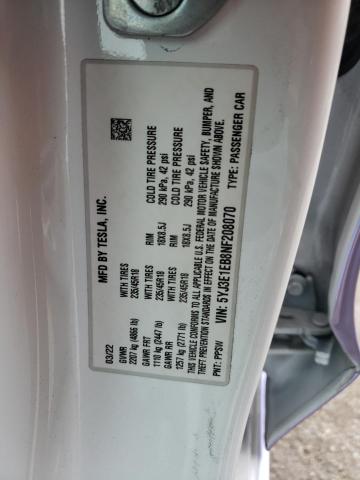 MFD BY TESLA, INC.
03/22
GVWR
2207 kg (4866 lb)
GAWR FRT WITH TIRES RIM COLD TIRE PRESSURE
1110 kg (2447 lb) 235/45R18 18X8.5J 290 kPa, 42 psi
GAWR RR WITH TIRES RIM COLD TIRE PRESSURE
1257 kg (2771 lb) 235/45R18 18X8.5J 290 kPa, 42 psi
THIS VEHICLE CONFORMS TO ALL APPLICABLE U.S. FEDERAL MOTOR VEHICLE SAFETY, BUMPER, AND
THEFT PREVENTION STANDARDS IN EFFECT ON THE DATE OF MANUFACTURE SHOWN ABOVE.
VIN: 5YJ3E1EB8NF208070 TYPE: PASSENGER CAR
PNT: PPSW